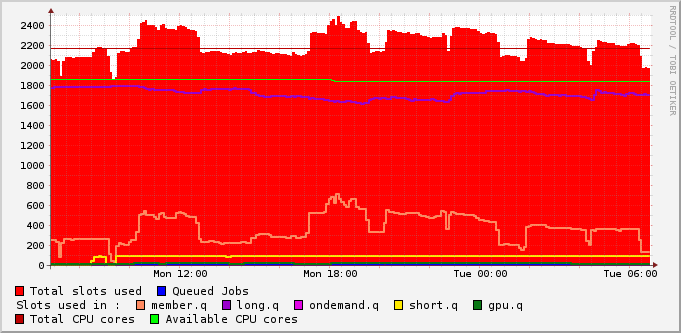 RRDTOOL / TOBI OETIKER
2400
2200
2000
1800
1600
1400
1200
1000
800
600
400
200
0
Mon 12:00 Mon 18:00 Tue 00:00 Tue 06:00
Total slots used Queued Jobs
Slots used in : member.q long.q ondemand.q short.q gpu.q
Total CPU cores Available CPU cores